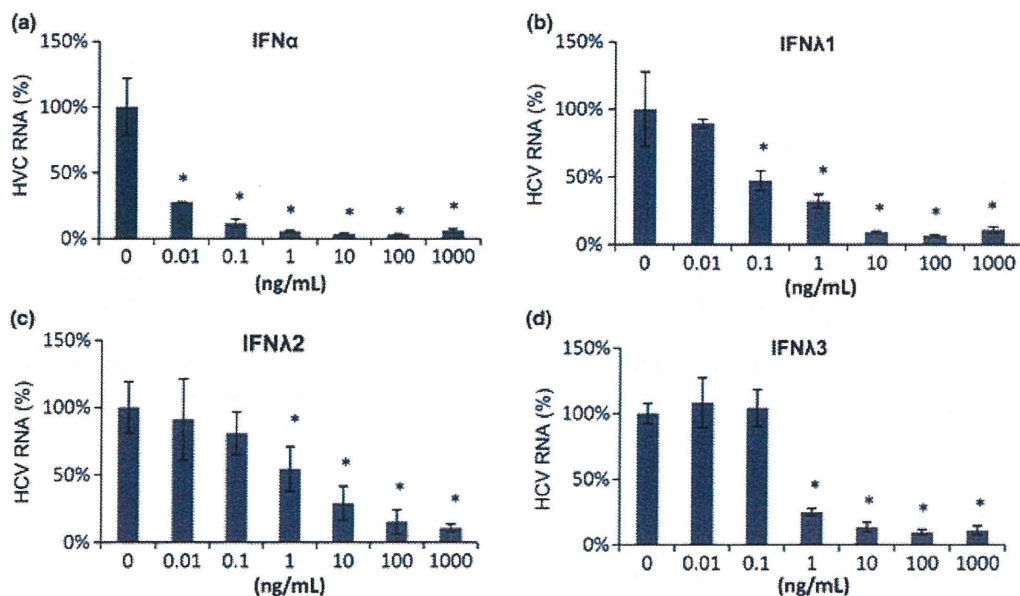 (a)
IFNα
150%
100%
50%
0%
HVC RNA (%)
0 0.01 0.1 1 10 100 1000
(ng/mL)
* * * * * *
(b)
IFNλ1
150%
100%
50%
0%
HCV RNA (%)
0 0.01 0.1 1 10 100 1000
(ng/mL)
* * * * *
(c)
IFNλ2
150%
100%
50%
0%
HCV RNA (%)
0 0.01 0.1 1 10 100 1000
(ng/mL)
* * * *
(d)
IFNλ3
150%
100%
50%
0%
HCV RNA (%)
0 0.01 0.1 1 10 100 1000
(ng/mL)
* * * *